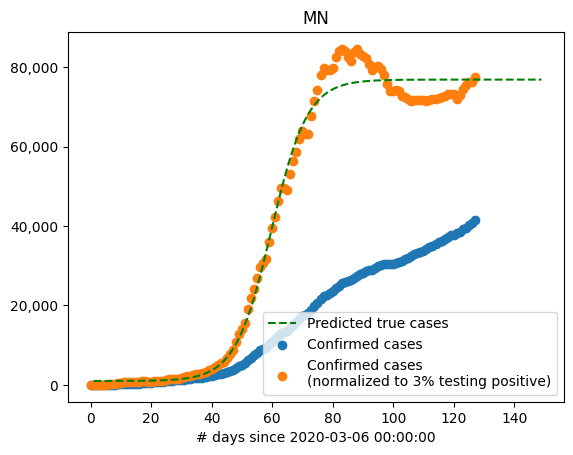 MN
80,000
60,000
40,000
20,000
0
Predicted true cases
Confirmed cases
Confirmed cases
(normalized to 3% testing positive)
0 20 40 60 80 100 120 140
# days since 2020-03-06 00:00:00